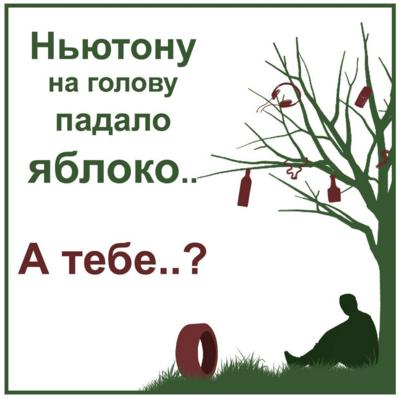 Ньютону
на голову
падало
яблоко..
А тебе..?